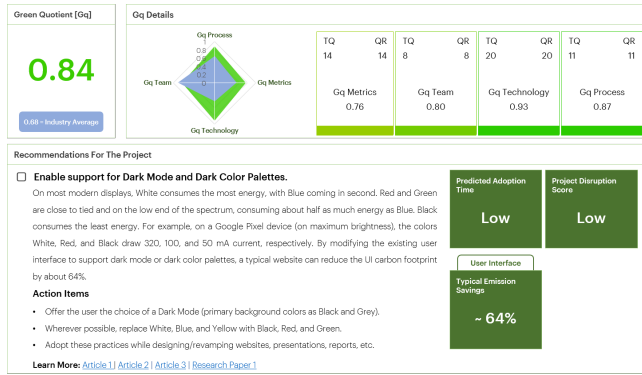 Green Quotient [Gq]
0.84
0.68 - Industry Average
Gq Details
Gq Process
1
0.8
0.6
0.4
0.2
0
Gq Team
Gq Metrics
Gq Technology
TQ QR
14 14
Gq Metrics
0.76
TQ QR
8 8
Gq Team
0.80
TQ QR
20 20
Gq Technology
0.93
TQ QR
11 11
Gq Process
0.87
Recommendations For The Project
Enable support for Dark Mode and Dark Color Palettes.
On most modern displays, White consumes the most energy, with Blue coming in second. Red and Green
are close to tied and on the low end of the spectrum, consuming about half as much energy as Blue. Black
consumes the least energy. For example, on a Google Pixel device (on maximum brightness), the colors
White, Red, and Black draw 320, 100, and 50 mA current, respectively. By modifying the existing user
interface to support dark mode or dark color palettes, a typical website can reduce the UI carbon footprint
by about 64%.
Action Items
• Offer the user the choice of a Dark Mode (primary background colors as Black and Grey).
• Wherever possible, replace White, Blue, and Yellow with Black, Red, and Green.
• Adopt these practices while designing/revamping websites, presentations, reports, etc.
Learn More: Article 1 | Article 2 | Article 3 | Research Paper 1
Predicted Adoption
Time
Low
Project Disruption
Score
Low
User Interface
Typical Emission
Savings
~ 64%